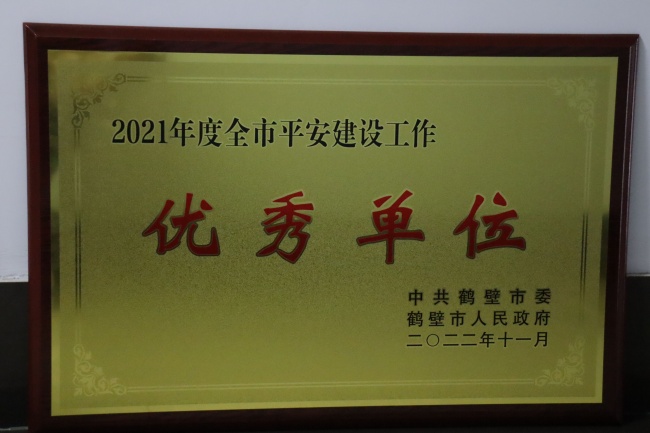 2021年度全市平安建设工作
优秀单位
中共鹤壁市委
鹤壁市人民政府
二〇二二年十一月